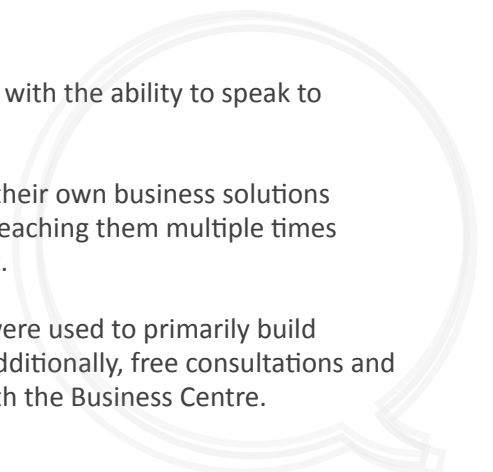 with the ability to speak to
their own business solutions
eaching them multiple times
.
were used to primarily build
dditionally, free consultations and
th the Business Centre.